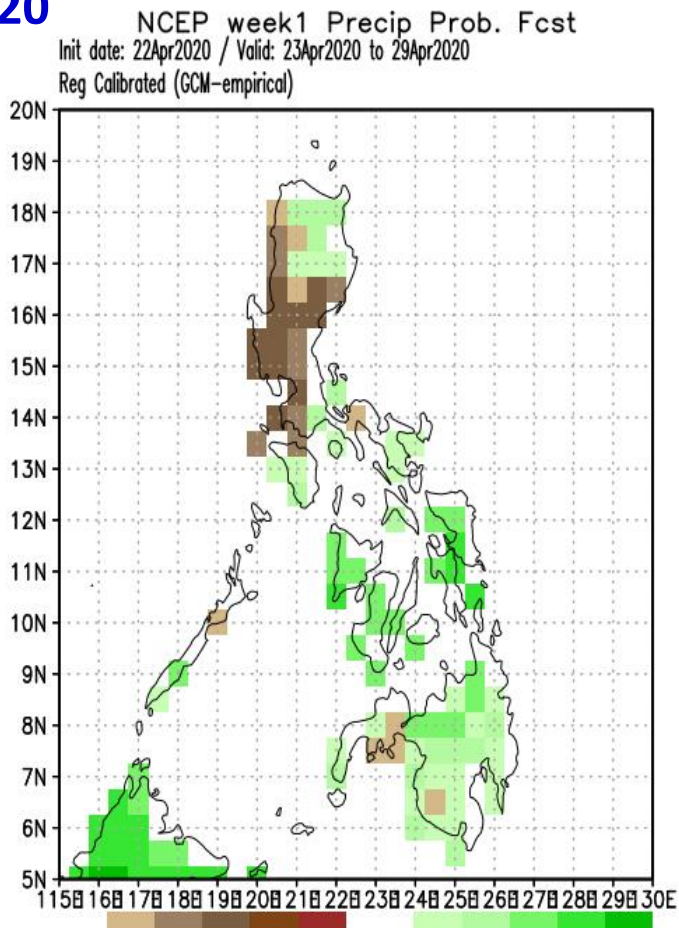 20
NCEP week1 Precip Prob. Fcst
Init date: 22Apr2020 / Valid: 23Apr2020 to 29Apr2020
Reg Calibrated (GCM-empirical)
20N
19N
18N
17N
16N
15N
14N
13N
12N
11N
10N
9N
8N
7N
6N
5N
115E 116E 117E 118E 119E 120E 121E 122E 123E 124E 125E 126E 127E 128E 129E 130E